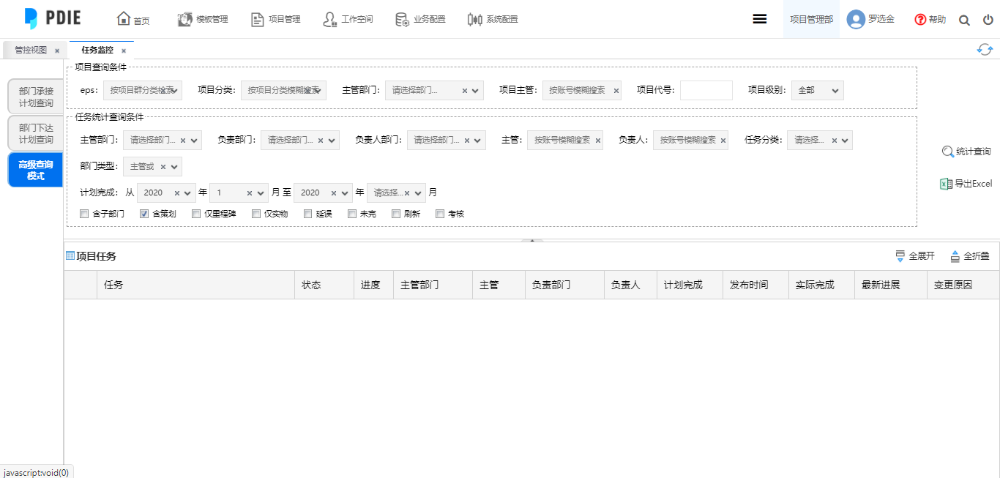 PDIE 首页 模板管理 项目管理 工作空间 业务配置 系统配置 项目管理部 罗选金 帮助
管控视图 × 任务监控 ×
部门承接
计划查询
部门下达
计划查询
高级查询
模式
项目查询条件
eps: 按项目群分类检索 项目分类: 按项目分类模糊搜索 主管部门: 请选择部门... × 项目主管: 按账号模糊搜索 × 项目代号: 项目级别: 全部
任务统计查询条件
主管部门: 请选择部门... × 负责部门: 请选择部门... × 负责人部门: 请选择部门... × 主管: 按账号模糊搜索 × 负责人: 按账号模糊搜索 × 任务分类: 请选择... ×
部门类型: 主管或 ×
计划完成: 从 2020 × 年 1 × 月 至 2020 × 年 请选择... × 月
含子部门 含策划 仅里程碑 仅实物 延误 未完 刷新 考核
统计查询
导出Excel
项目任务 全展开 全折叠
任务 状态 进度 主管部门 主管 负责部门 负责人 计划完成 发布时间 实际完成 最新进展 变更原因
javascript:void(0)